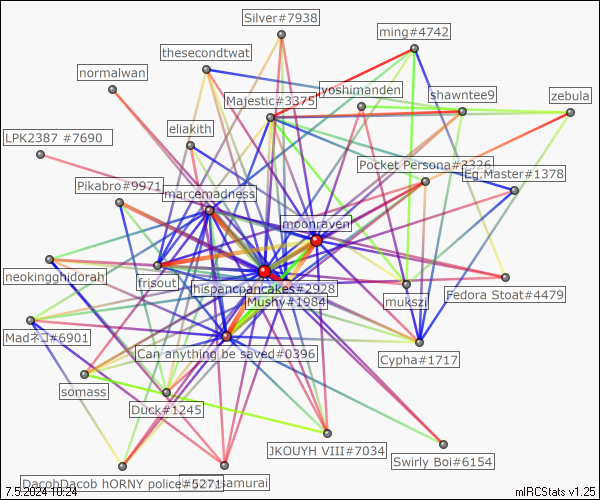 Silver#7938
ming#4742
thesecondtwat
normalwan
yoshimanden
shawntee9
zebula
Majestic#3375
eliakith
LPK2387 #7690
Pocket Persona#3326
Eg.Master#1378
Pikabro#9971
marcemadness
moonraven
neokingghidorah
frisout
hispancpancakes#2928
Mushy#1984
mukszi
Fedora Stoat#4479
MadネJ#6901
Can anything be saved#0396
Cypha#1717
somass
Duck#1245
JKOUYH VIII#7034
Swirly Boi#6154
DacobDacob hORNY police#5271
samurai
7.5.2024 10:24
mIRCStats v1.25